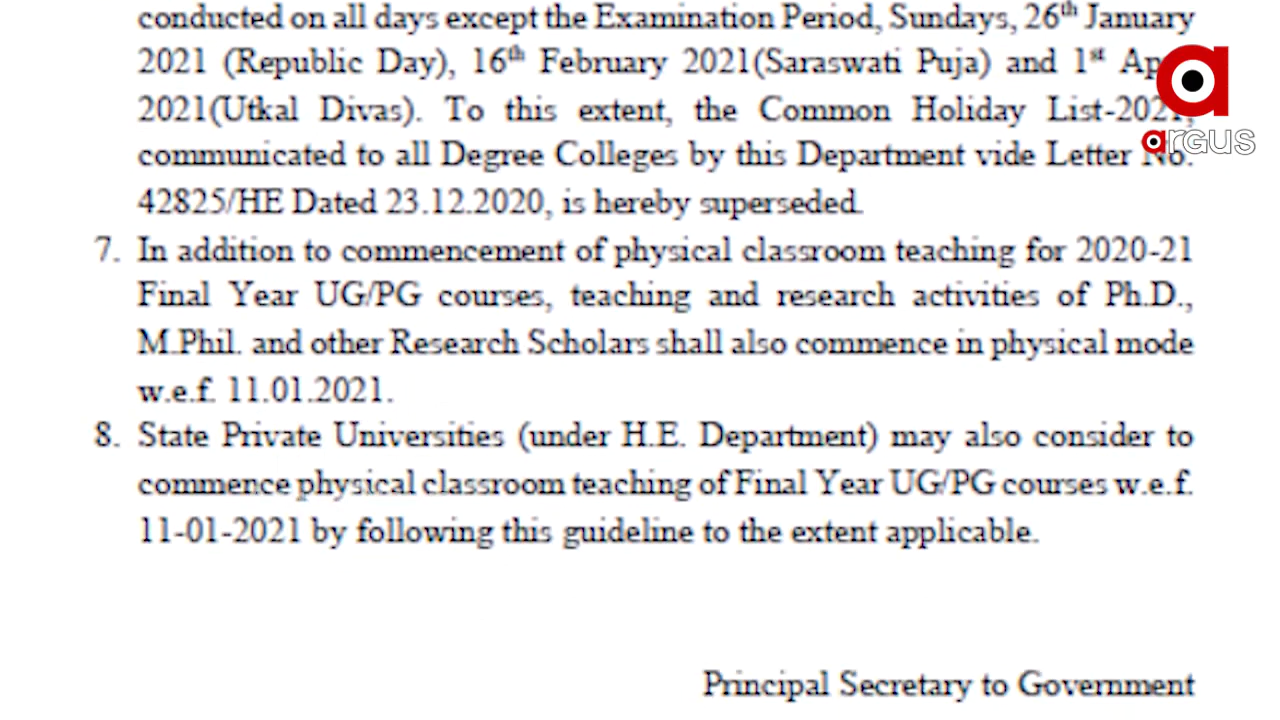 conducted on all days except the Examination Period, Sundays, 26th January
2021 (Republic Day), 16th February 2021(Saraswati Puja) and 1st
2021(Utkal Divas). To this extent, the Common Holiday List-2021,
communicated to all Degree Colleges by this Department vide Letter No.
42825/HE Dated 23.12.2020, is hereby superseded.
7. In addition to commencement of physical classroom teaching for 2020-21
Final Year UG/PG courses, teaching and research activities of Ph.D.,
M.Phil. and other Research Scholars shall also commence in physical mode
w.e.f. 11.01.2021.
8. State Private Universities (under H.E. Department) may also consider to
commence physical classroom teaching of Final Year UG/PG courses w.e.f.
11-01-2021 by following this guideline to the extent applicable.
Principal Secretary to Government
a
argus